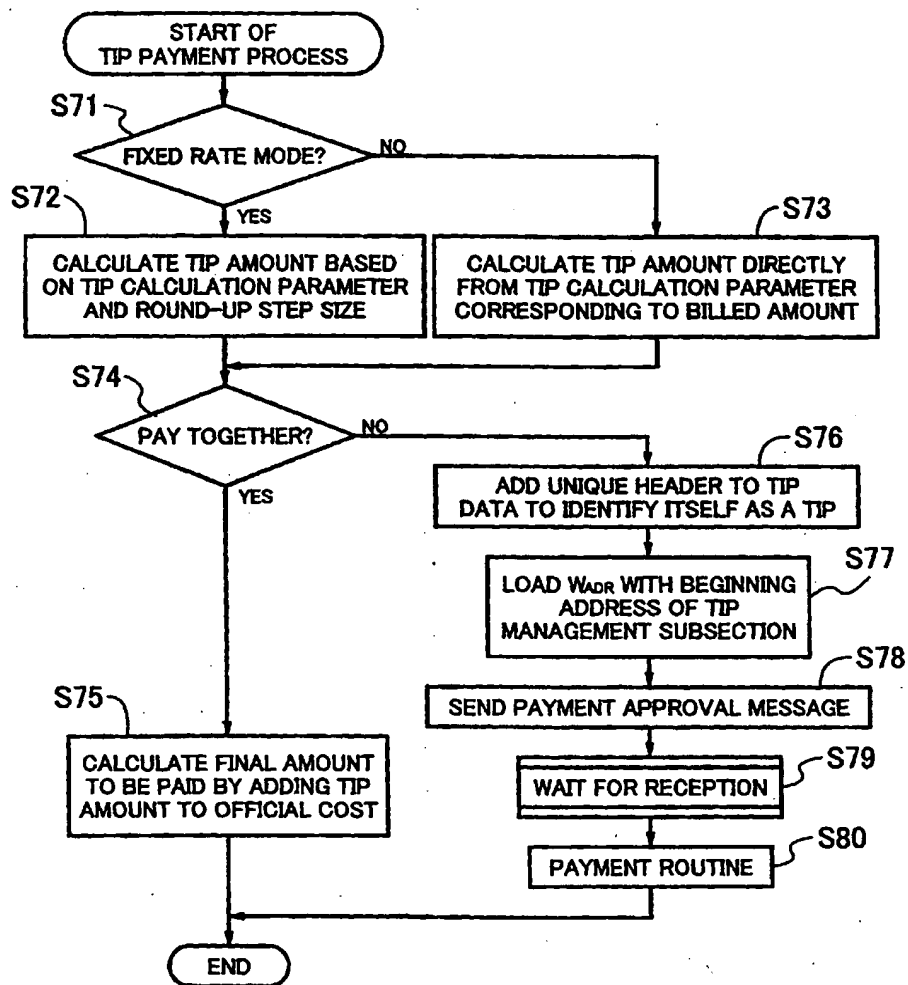 START OF
TIP PAYMENT PROCESS
S71
FIXED RATE MODE?
NO
S72
YES
S73
CALCULATE TIP AMOUNT BASED
ON TIP CALCULATION PARAMETER
AND ROUND-UP STEP SIZE
CALCULATE TIP AMOUNT DIRECTLY
FROM TIP CALCULATION PARAMETER
CORRESPONDING TO BILLED AMOUNT
S74
PAY TOGETHER?
NO
YES
S76
ADD UNIQUE HEADER TO TIP
DATA TO IDENTIFY ITSELF AS A TIP
S77
LOAD WADR WITH BEGINNING
ADDRESS OF TIP
MANAGEMENT SUBSECTION
S78
SEND PAYMENT APPROVAL MESSAGE
S75
CALCULATE FINAL AMOUNT
TO BE PAID BY ADDING TIP
AMOUNT TO OFFICIAL COST
S79
WAIT FOR RECEPTION
S80
PAYMENT ROUTINE
END